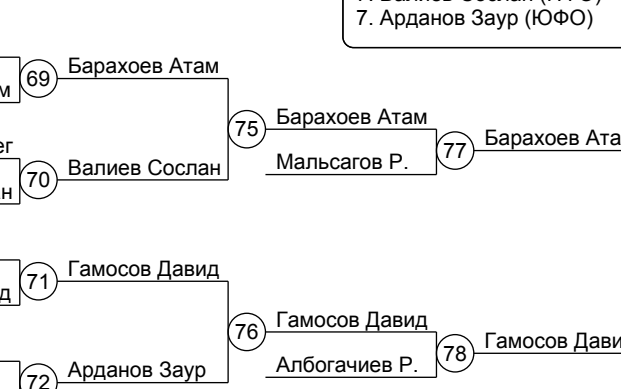 7. Арданов Заур (ЮФО)
69 Барахоев Атам
м
75 Барахоев Атам
ег
77 Барахоев Ата
Мальсагов Р.
70 Валиев Сослан
н
71 Гамосов Давид
д
76 Гамосов Давид
78 Гамосов Дави
Албогачиев Р.
72 Арданов Заур